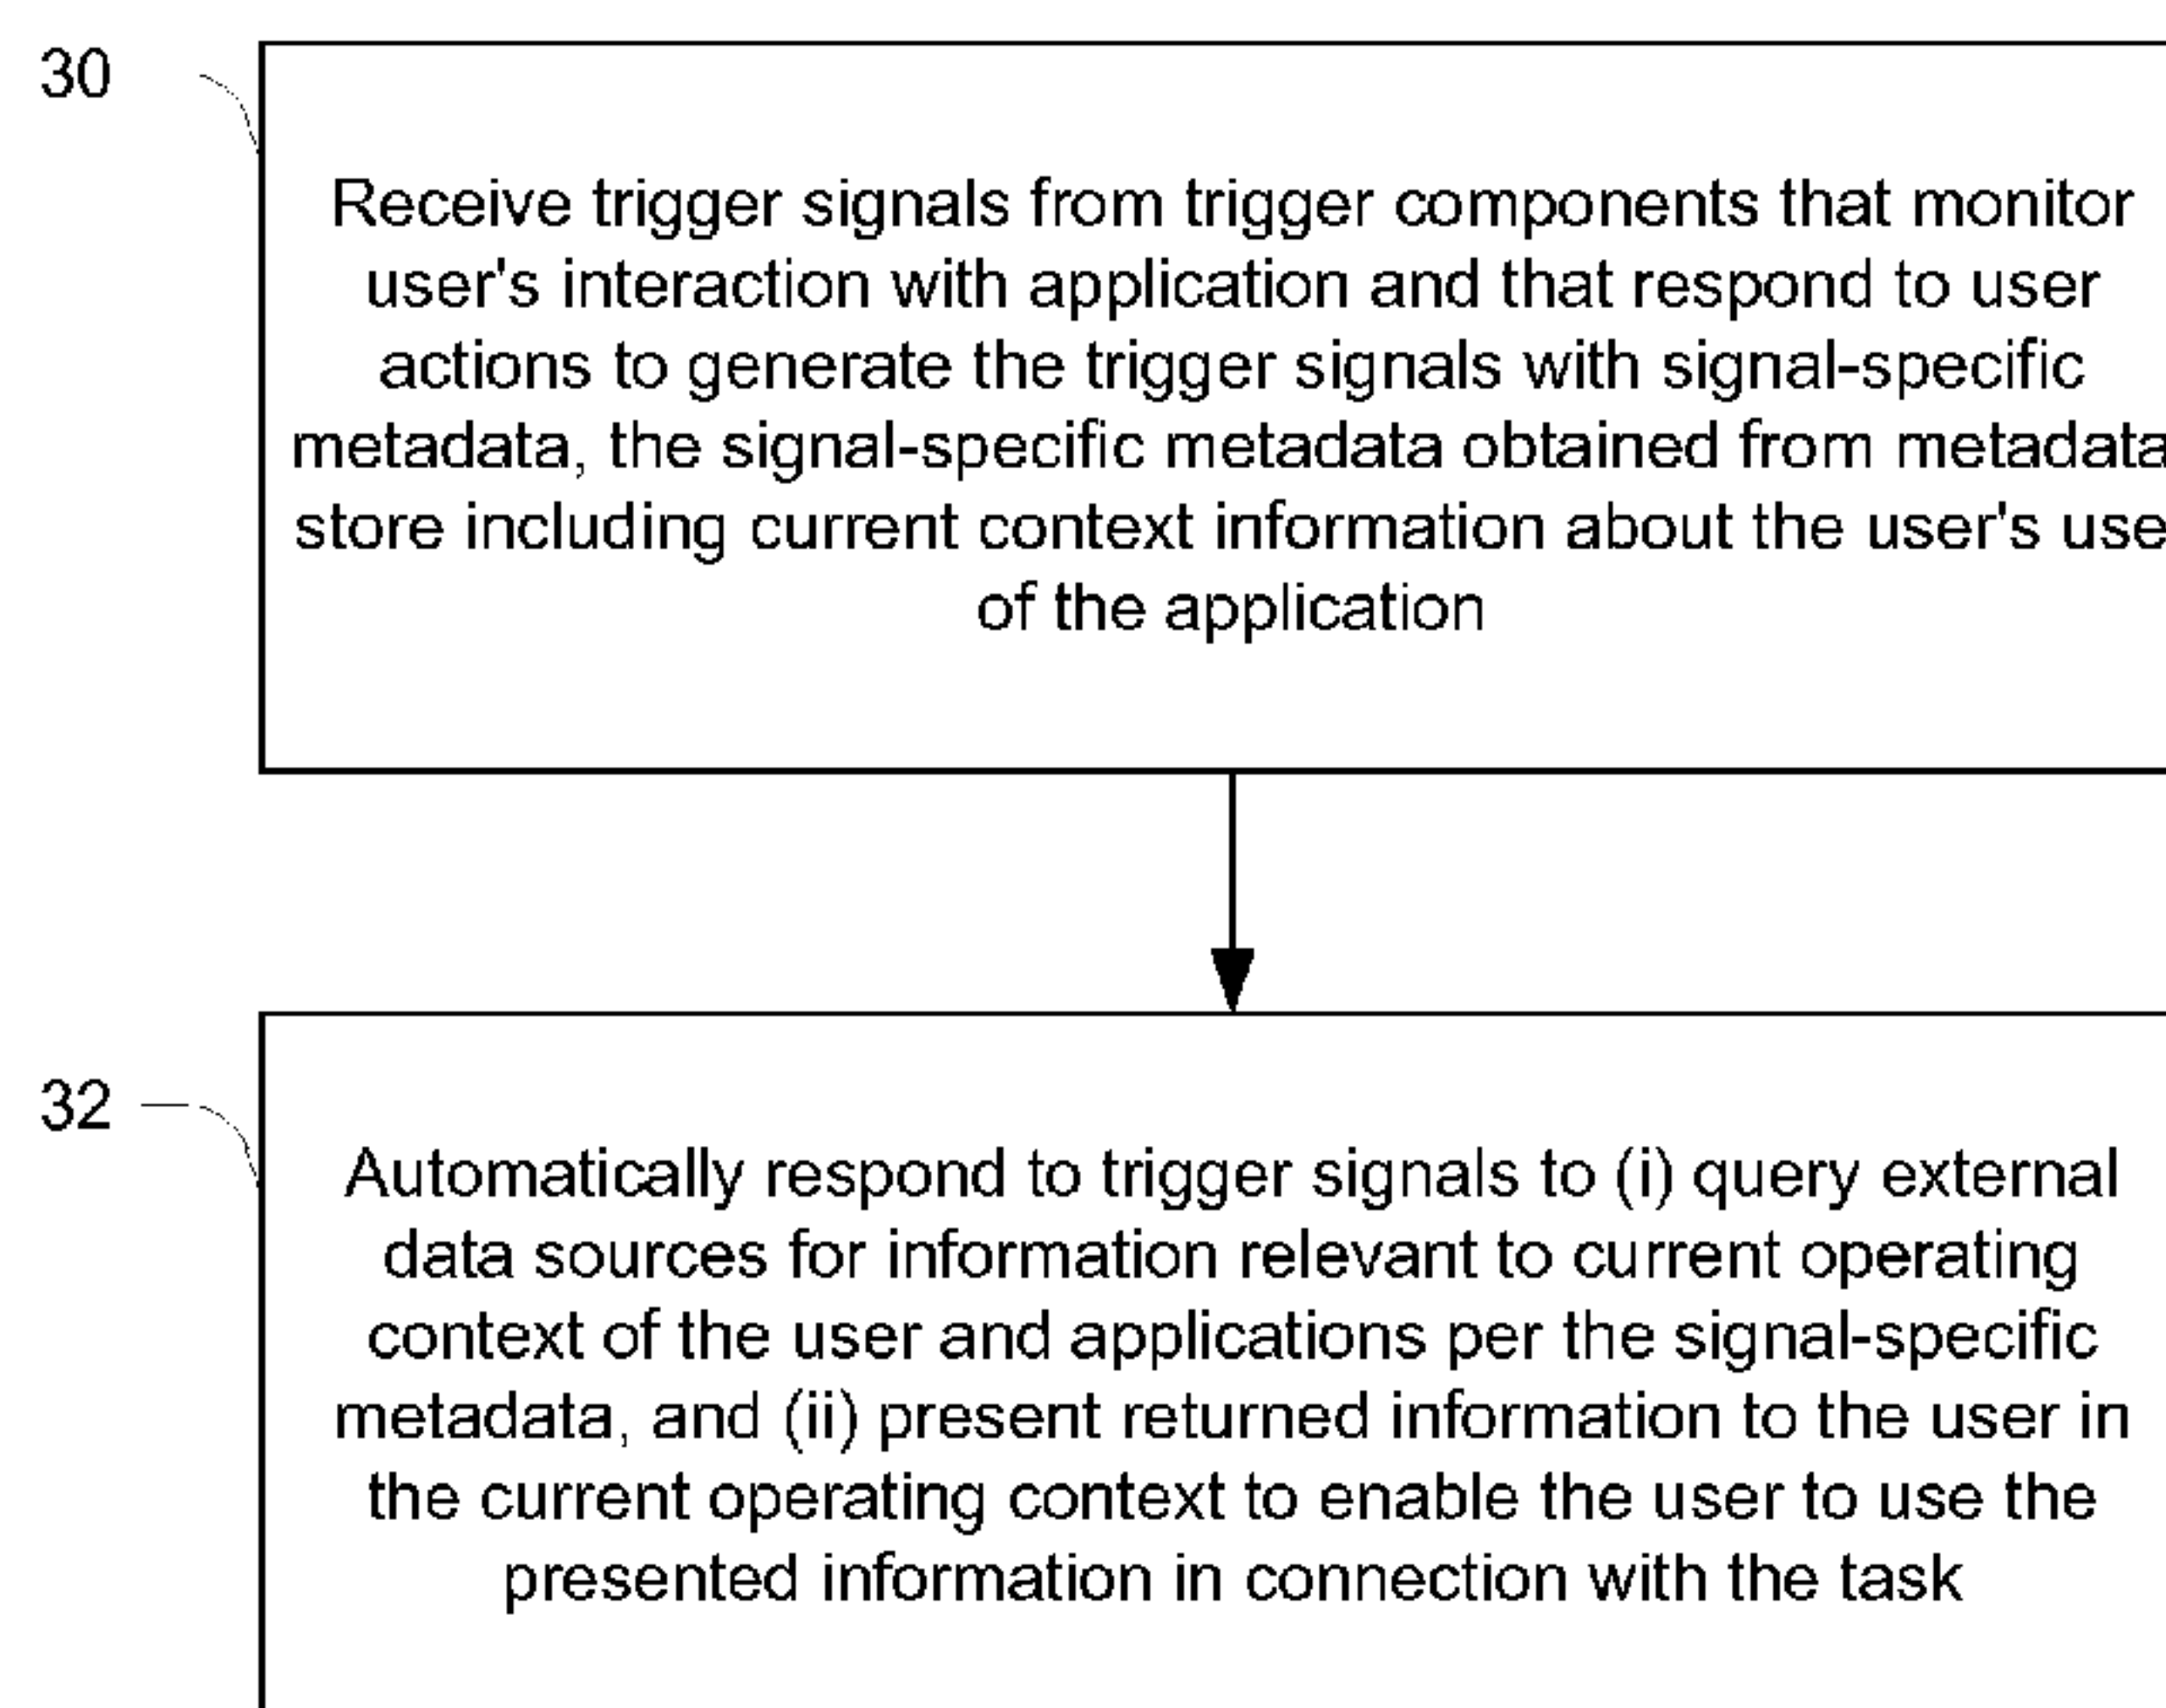 30
Receive trigger signals from trigger components that monitor
user's interaction with application and that respond to user
actions to generate the trigger signals with signal-specific
metadata, the signal-specific metadata obtained from metadata
store including current context information about the user's use
of the application
32
Automatically respond to trigger signals to (i) query external
data sources for information relevant to current operating
context of the user and applications per the signal-specific
metadata, and (ii) present returned information to the user in
the current operating context to enable the user to use the
presented information in connection with the task